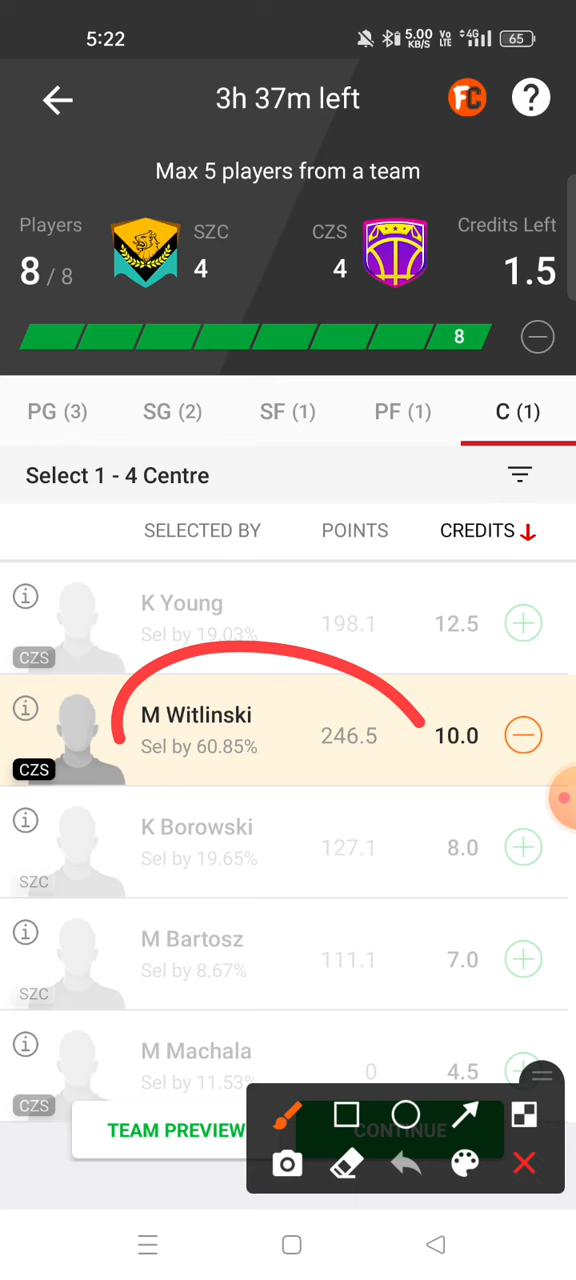 5:22
5.00 KB/S Vo LTE 4G 65
3h 37m left
FC
?
Max 5 players from a team
Players
8 / 8
SZC
4
CZS
4
Credits Left
1.5
8
PG (3) SG (2) SF (1) PF (1) C (1)
Select 1 - 4 Centre
SELECTED BY POINTS CREDITS
K Young
Sel by 19.03%
198.1 12.5
CZS
M Witlinski
Sel by 60.85%
246.5 10.0
CZS
K Borowski
Sel by 19.65%
127.1 8.0
SZC
M Bartosz
Sel by 8.67%
111.1 7.0
SZC
M Machala
Sel by 11.53%
0 4.5
CZS
TEAM PREVIEW
CONTINUE